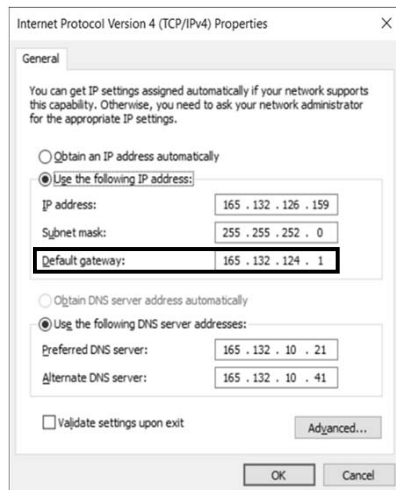 Internet Protocol Version 4 (TCP/IPv4) Properties
General
You can get IP settings assigned automatically if your network supports
this capability. Otherwise, you need to ask your network administrator
for the appropriate IP settings.
Obtain an IP address automatically
Use the following IP address:
IP address: 165 . 132 . 126 . 159
Subnet mask: 255 . 255 . 252 . 0
Default gateway: 165 . 132 . 124 . 1
Obtain DNS server address automatically
Use the following DNS server addresses:
Preferred DNS server: 165 . 132 . 10 . 21
Alternate DNS server: 165 . 132 . 10 . 41
Validate settings upon exit
Advanced...
OK Cancel